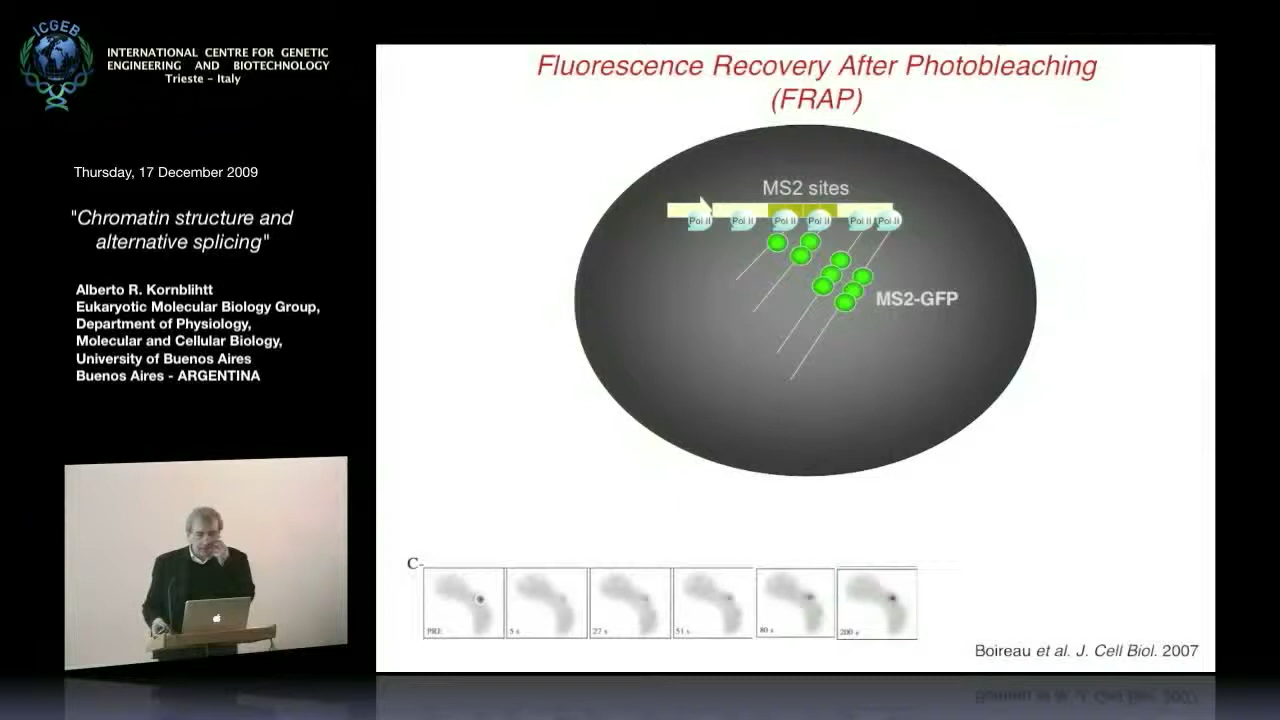 ICGEB
INTERNATIONAL CENTRE FOR GENETIC
ENGINEERING AND BIOTECHNOLOGY
Trieste - Italy
Thursday, 17 December 2009
"Chromatin structure and
alternative splicing"
Alberto R. Kornblihtt
Eukaryotic Molecular Biology Group,
Department of Physiology,
Molecular and Cellular Biology,
University of Buenos Aires
Buenos Aires - ARGENTINA
Fluorescence Recovery After Photobleaching
(FRAP)
MS2 sites
Pol II Pol II Pol II Pol II Pol II Pol II
MS2-GFP
C
PRE 5 s 27 s 51 s 80 s 200 s
Boireau et al. J. Cell Biol. 2007